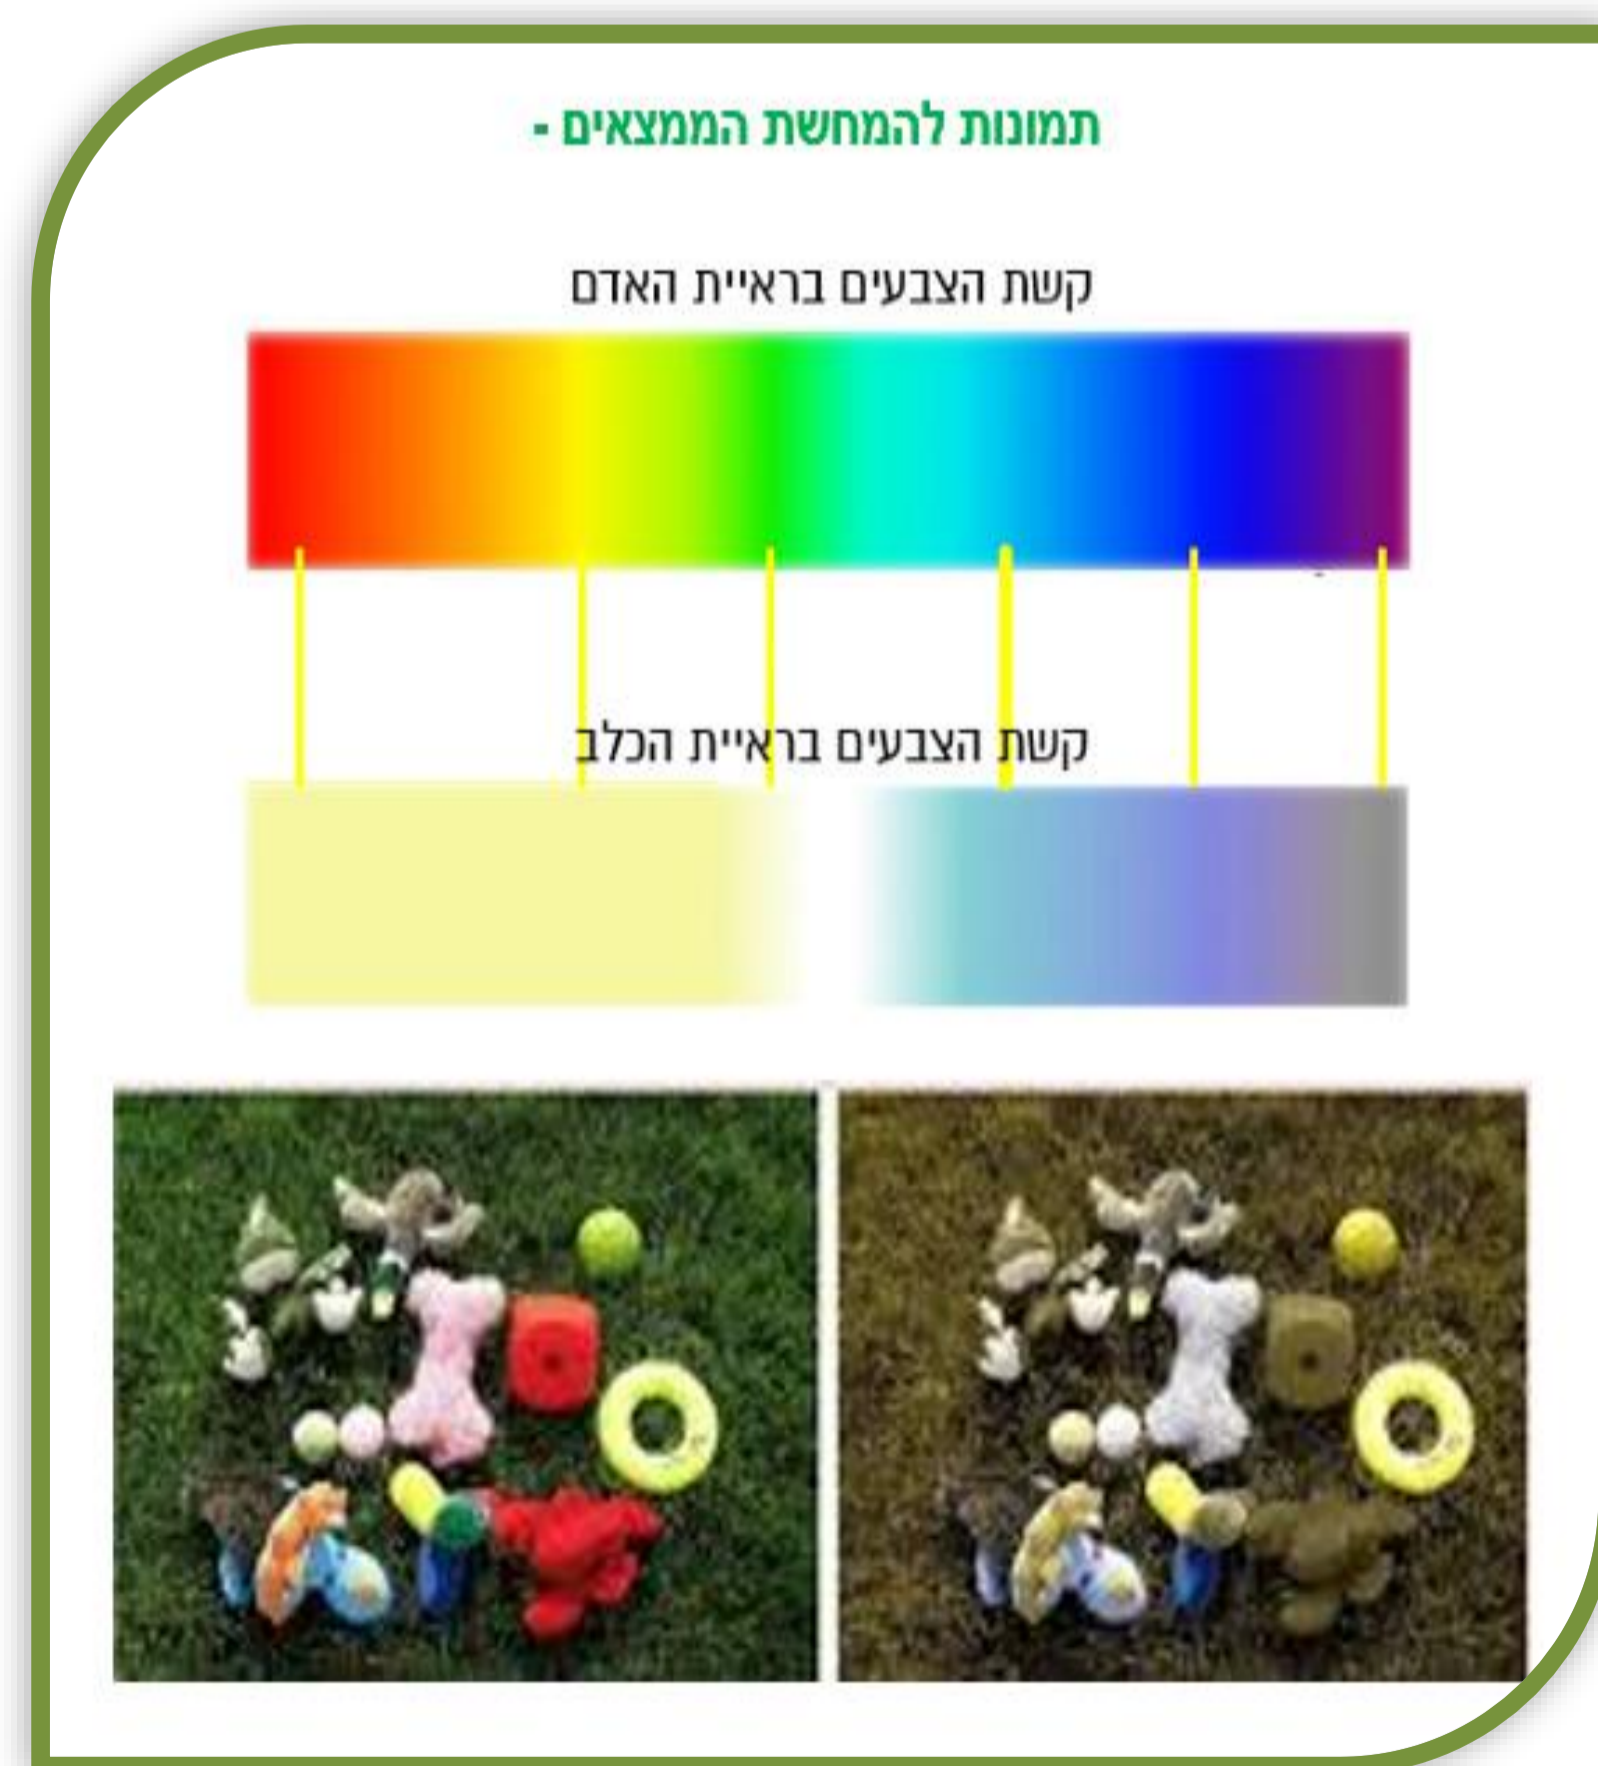 תמונות להמחשת הממצאים -
קשת הצבעים בראיית האדם
קשת הצבעים בראיית הכלב